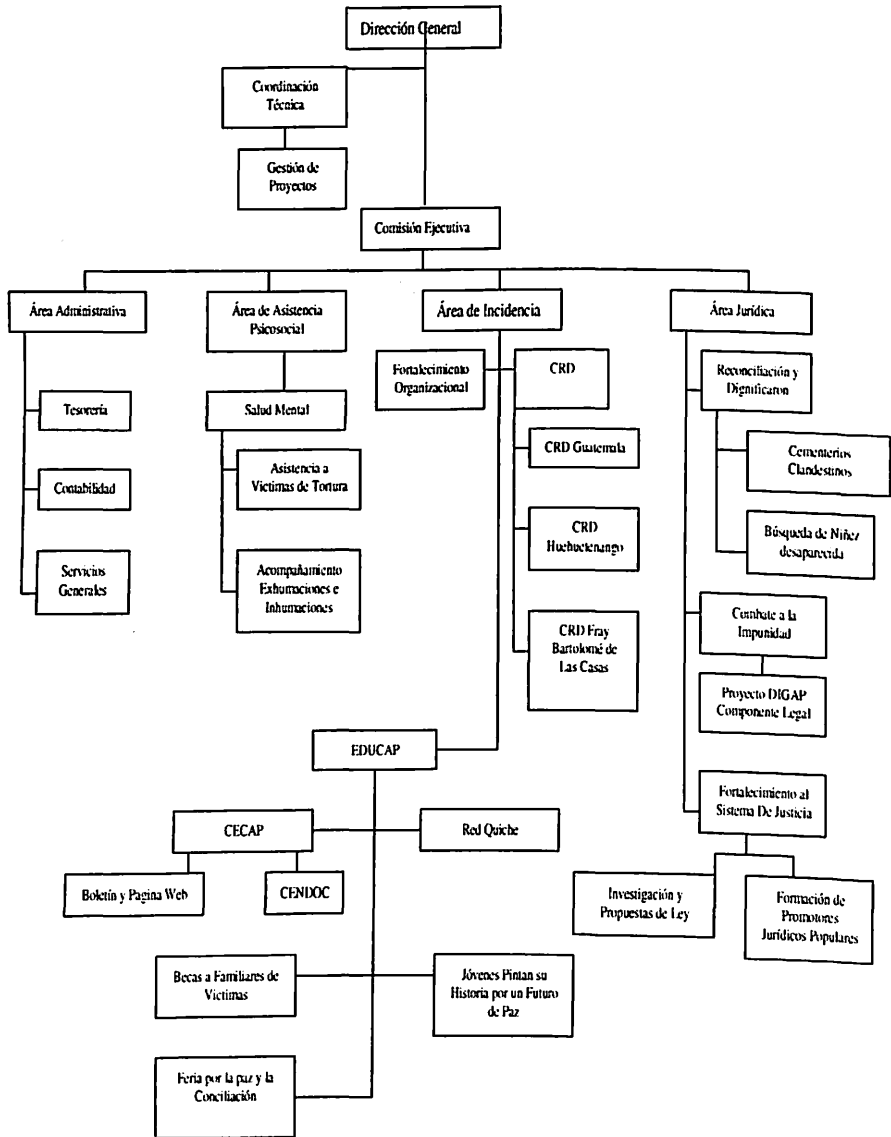 Dirección General
Coordinación
Técnica
Gestión de
Proyectos
Comisión Ejecutiva
Área Administrativa
Área de Asistencia
Psicosocial
Área de Incidencia
Área Jurídica
Tesorería
Contabilidad
Servicios
Generales
Salud Mental
Asistencia a
Victimas de Tortura
Acompañamiento
Exhumaciones e
Inhumaciones
Fortalecimiento
Organizacional
CRD
CRD Guatemala
CRD
Huehuetenango
CRD Fray
Bartolomé de
Las Casas
Reconciliación y
Dignificaron
Cementerios
Clandestinos
Búsqueda de Niñez
desaparecida
Combate a la
Impunidad
Proyecto DIGAP
Componente Legal
Fortalecimiento al
Sistema De Justicia
Investigación y
Propuestas de Ley
Formación de
Promotores
Jurídicos Populares
EDUCAP
CECAP
Red Quiche
Boletín y Pagina Web
CENDOC
Becas a Familiares de
Victimas
Jóvenes Pintan su
Historia por un Futuro
de Paz
Feria por la paz y la
Conciliación